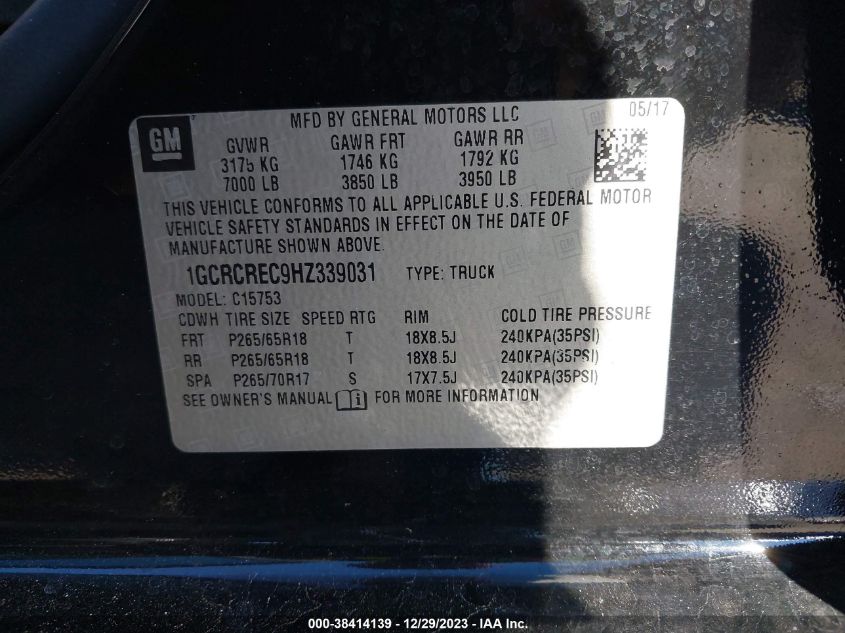 MFD BY GENERAL MOTORS LLC 05/17
GM
GVWR GAWR FRT GAWR RR
3175 KG 1746 KG 1792 KG
7000 LB 3850 LB 3950 LB
THIS VEHICLE CONFORMS TO ALL APPLICABLE U.S. FEDERAL MOTOR
VEHICLE SAFETY STANDARDS IN EFFECT ON THE DATE OF
MANUFACTURE SHOWN ABOVE.
1GCRCREC9HZ339031 TYPE: TRUCK
MODEL: C15753
CDWH TIRE SIZE SPEED RTG RIM COLD TIRE PRESSURE
FRT P265/65R18 T 18X8.5J 240KPA(35PSI)
RR P265/65R18 T 18X8.5J 240KPA(35PSI)
SPA P265/70R17 S 17X7.5J 240KPA(35PSI)
SEE OWNER'S MANUAL i FOR MORE INFORMATION
000-38414139 - 12/29/2023 - IAA Inc.